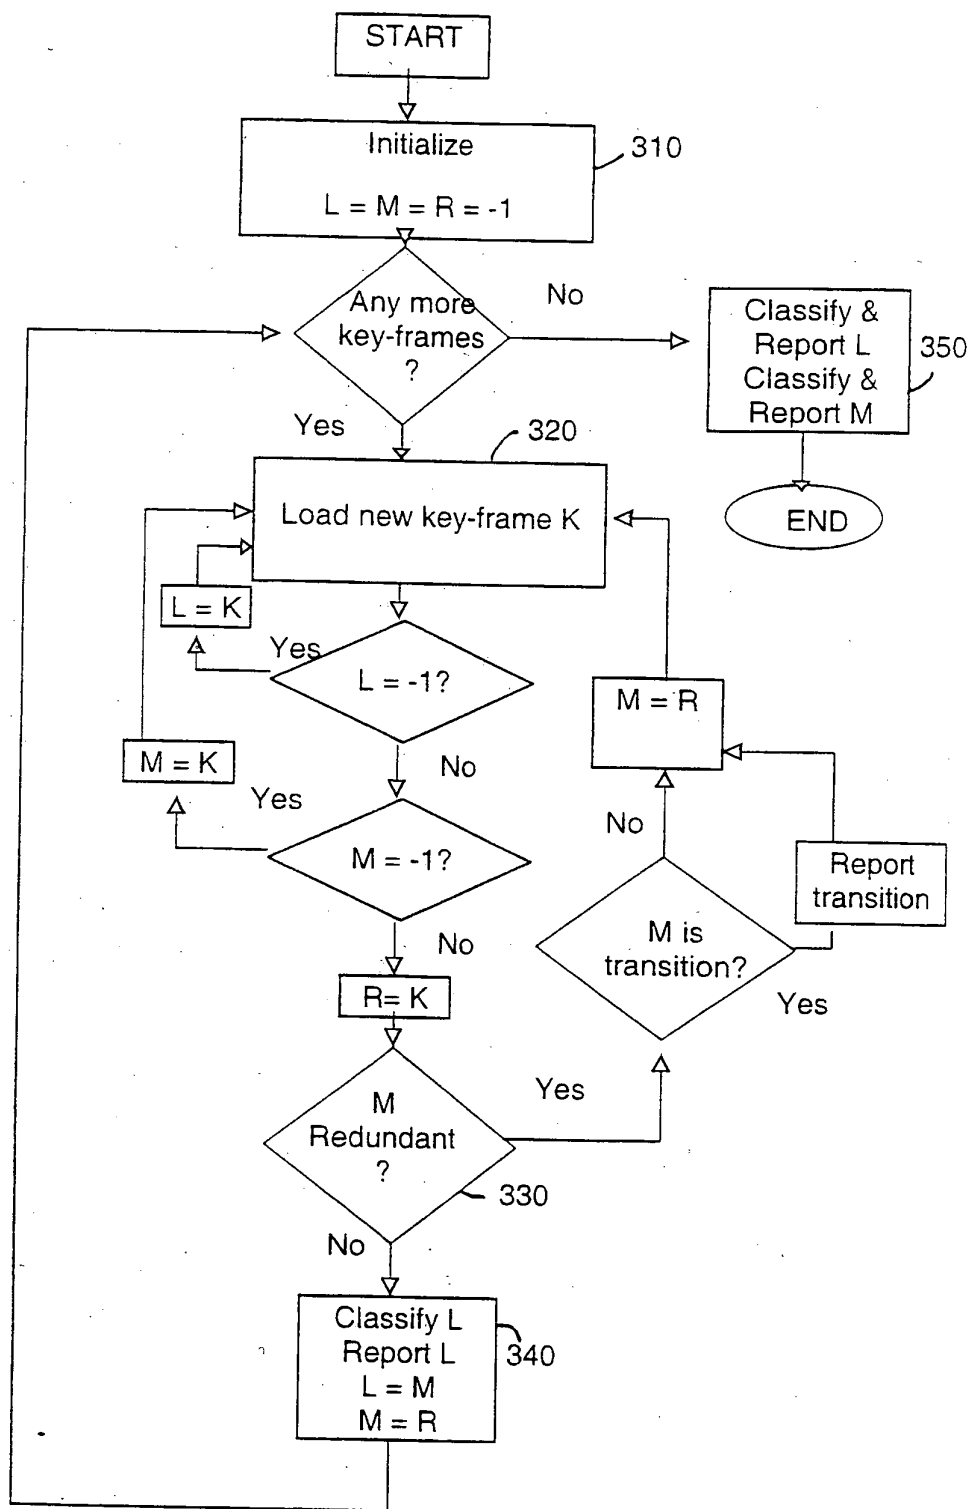 START
Initialize
310
L = M = R = -1
Any more
key-frames
?
No
Classify &
Report L
Classify &
Report M
350
Yes
320
END
Load new key-frame K
L = K
Yes
L = -1?
M = R
No
M = K
Yes
M = -1?
No
Report
transition
M is
transition?
Yes
No
R= K
M
Redundant
?
Yes
330
No
Classify L
Report L
L = M
M = R
340